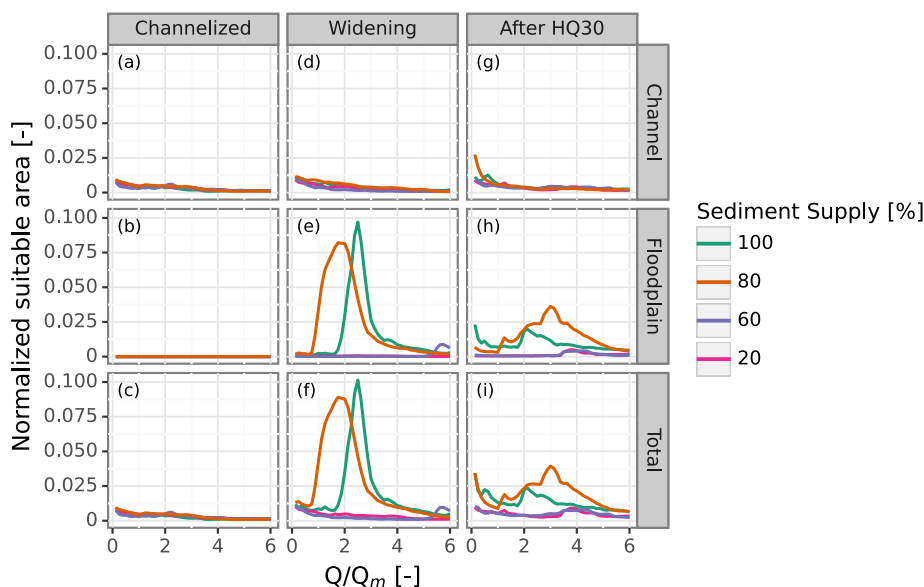 Channelized Widening After HQ30
Normalized suitable area [-]
0.100
0.075
0.050
0.025
0
(a) (d) (g)
Channel
0.100
0.075
0.050
0.025
0
(b) (e) (h)
Floodplain
0.100
0.075
0.050
0.025
0
(c) (f) (i)
Total
0 2 4 6 0 2 4 6 0 2 4 6
Q/Qm [-]
Sediment Supply [%]
100
80
60
20